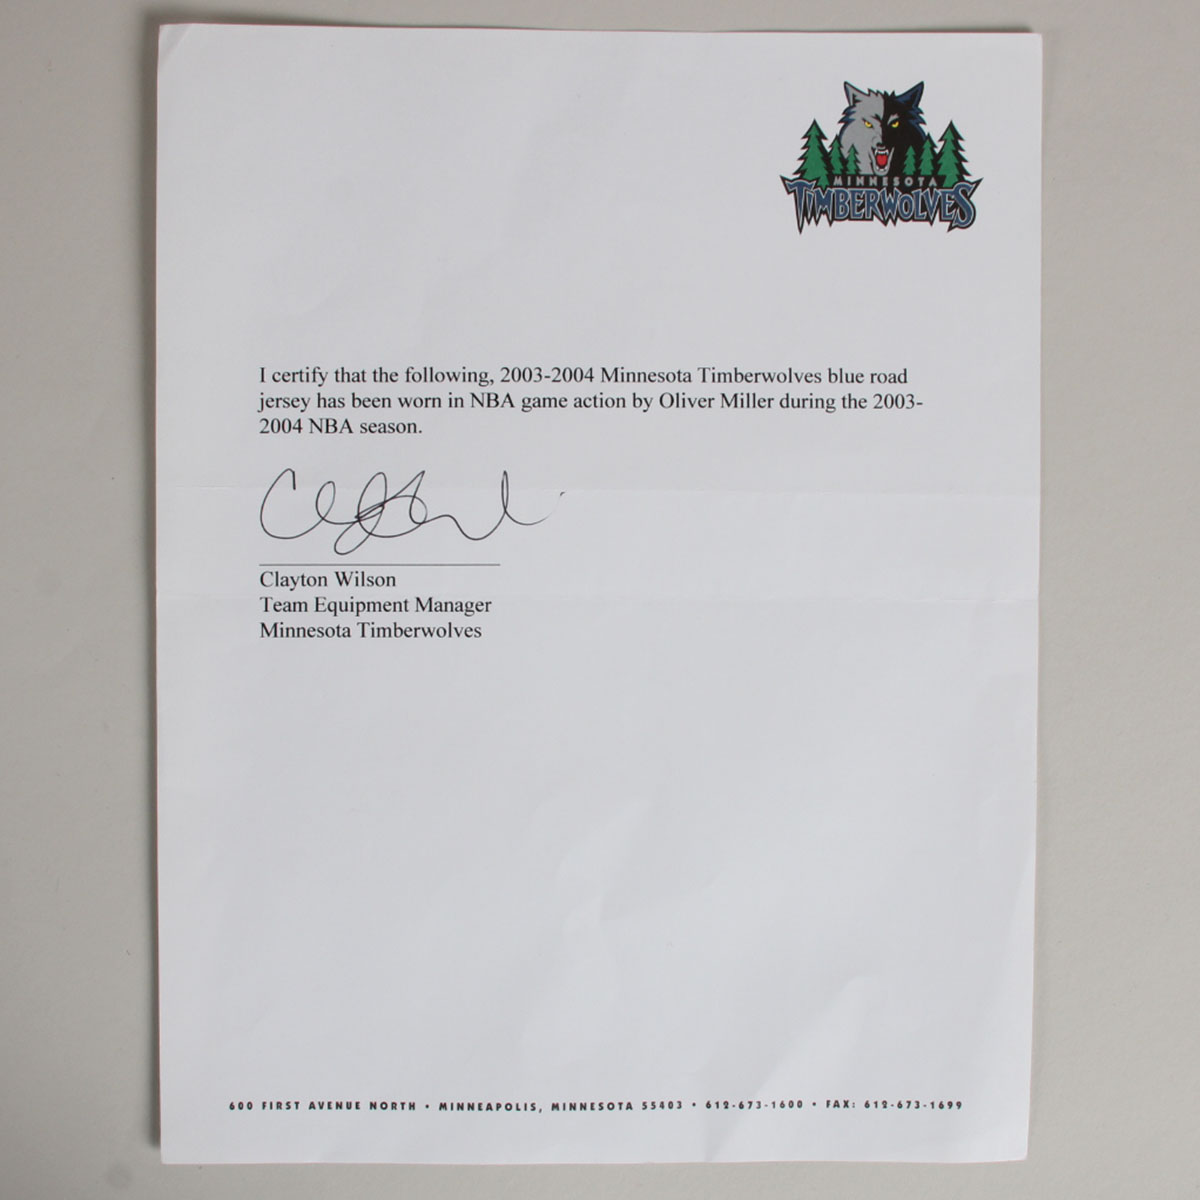 MINNESOTA
TIMBERWOLVES
I certify that the following, 2003-2004 Minnesota Timberwolves blue road
jersey has been worn in NBA game action by Oliver Miller during the 2003-
2004 NBA season.
Clayton Wilson
Team Equipment Manager
Minnesota Timberwolves
600 FIRST AVENUE NORTH • MINNEAPOLIS, MINNESOTA 55403 • 612-673-1600 • FAX: 612-673-1699